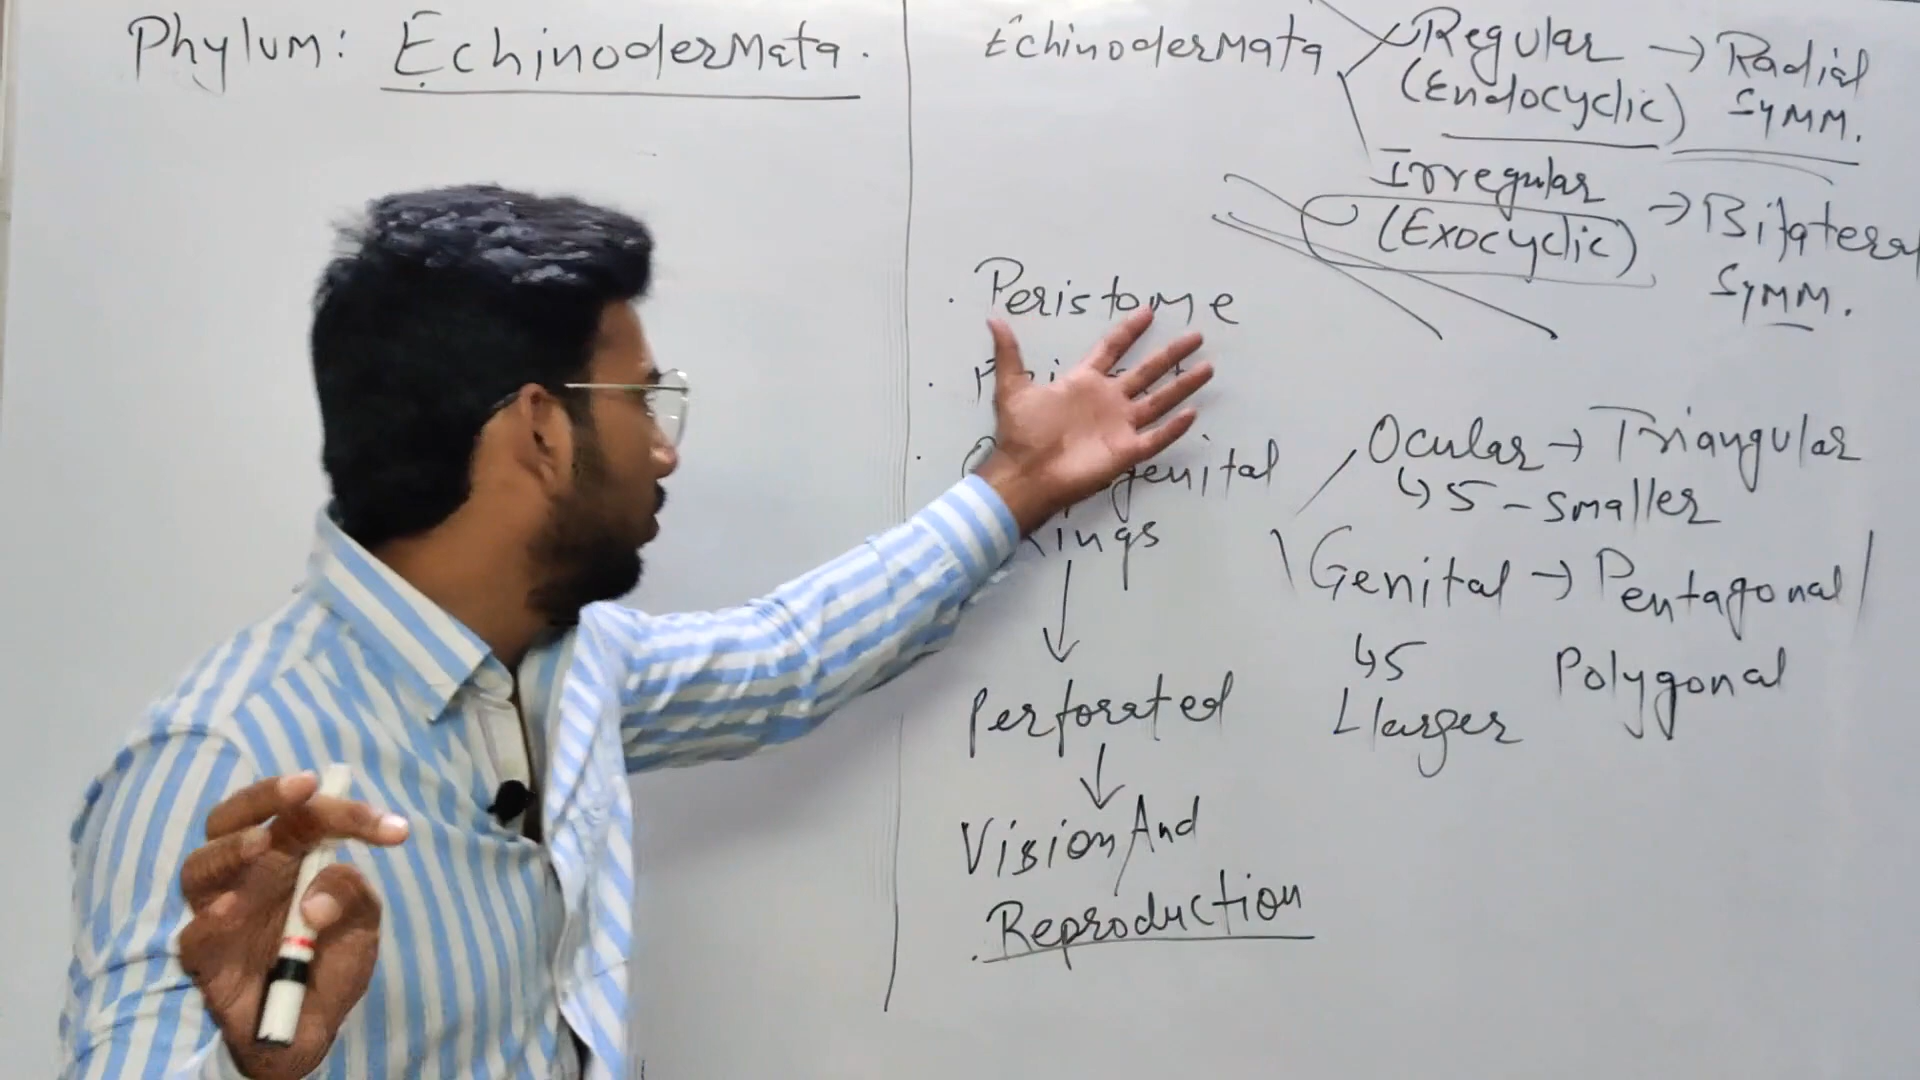 Phylum: Echinodermata.
Echinodermata
Regular → Radial
(Endocyclic) Symm.
Irregular
(Exocyclic) → Bilateral
Symm.
. Peristome
.
. genital
Rings
↓
Perforated
↓
Vision And
. Reproduction
Ocular → Triangular
↳ 5 - smaller
Genital → Pentagonal
↳ 5 Polygonal
Llarger